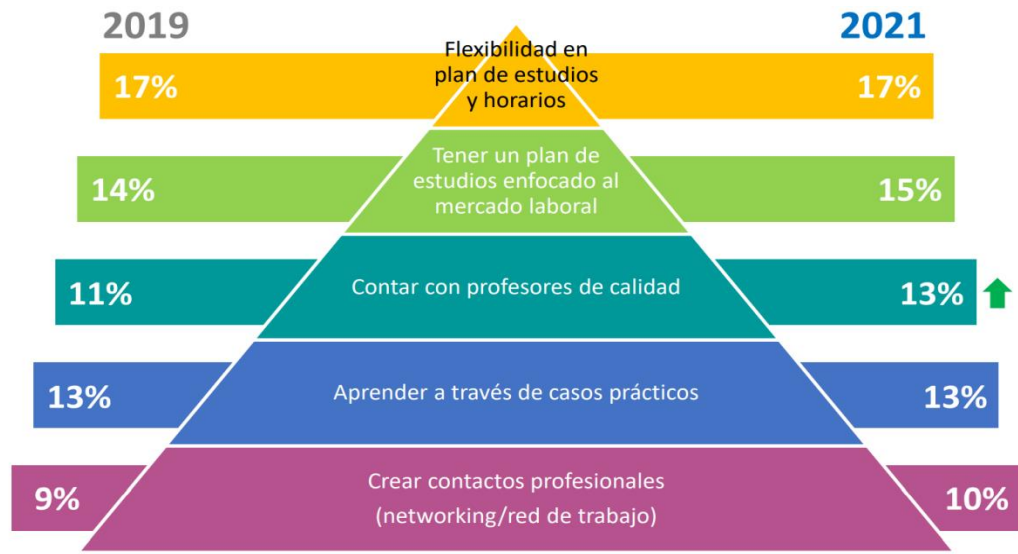 2019
2021
17%
Flexibilidad en
plan de estudios
y horarios
17%
14%
Tener un plan de
estudios enfocado al
mercado laboral
15%
11%
Contar con profesores de calidad
13%
13%
Aprender a través de casos prácticos
13%
9%
Crear contactos profesionales
(networking/red de trabajo)
10%